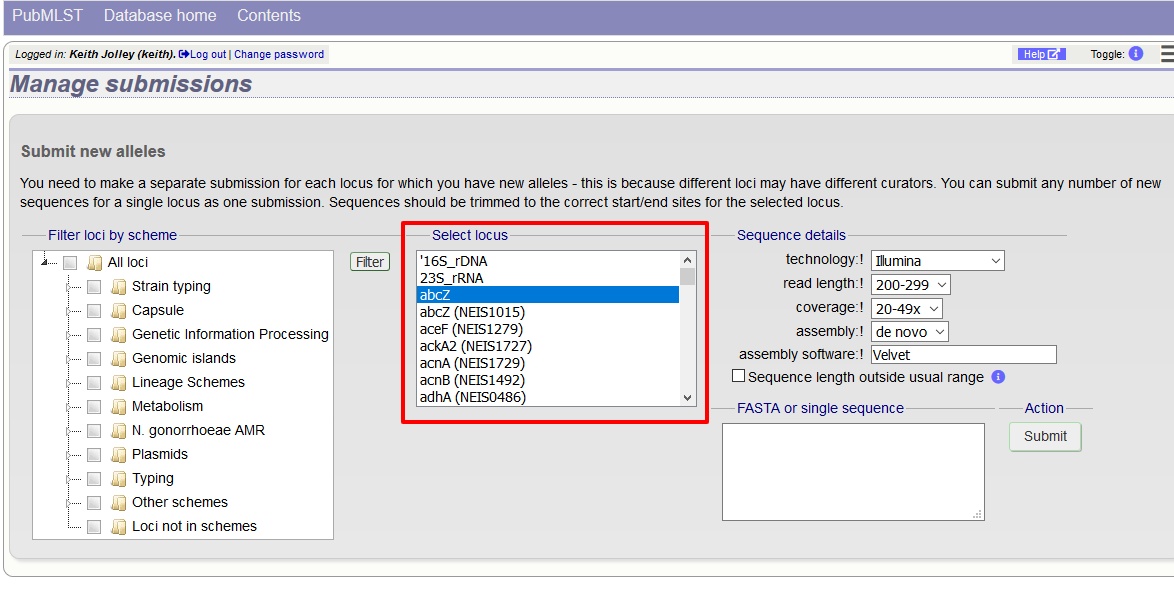 PubMLST Database home Contents
Logged in: Keith Jolley (keith). Log out | Change password
Help Toggle: i
Manage submissions
Submit new alleles
You need to make a separate submission for each locus for which you have new alleles - this is because different loci may have different curators. You can submit any number of new
sequences for a single locus as one submission. Sequences should be trimmed to the correct start/end sites for the selected locus.
Filter loci by scheme
All loci
Strain typing
Capsule
Genetic Information Processing
Genomic islands
Lineage Schemes
Metabolism
N. gonorrhoeae AMR
Plasmids
Typing
Other schemes
Loci not in schemes
Filter
Select locus
'16S_rDNA
23S_rRNA
abcZ
abcZ (NEIS1015)
aceF (NEIS1279)
ackA2 (NEIS1727)
acnA (NEIS1729)
acnB (NEIS1492)
adhA (NEIS0486)
Sequence details
technology:! Illumina
read length:! 200-299
coverage:! 20-49x
assembly:! de novo
assembly software:! Velvet
Sequence length outside usual range i
FASTA or single sequence
Action
Submit